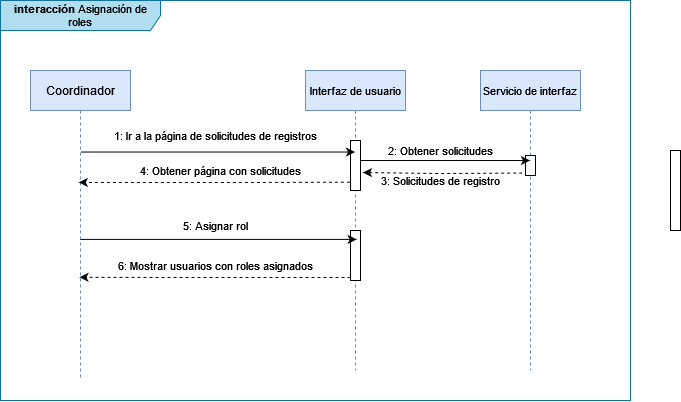 interacción Asignación de
roles
Coordinador
Interfaz de usuario
Servicio de interfaz
1: Ir a la página de solicitudes de registros
2: Obtener solicitudes
4: Obtener página con solicitudes
3: Solicitudes de registro
5: Asignar rol
6: Mostrar usuarios con roles asignados